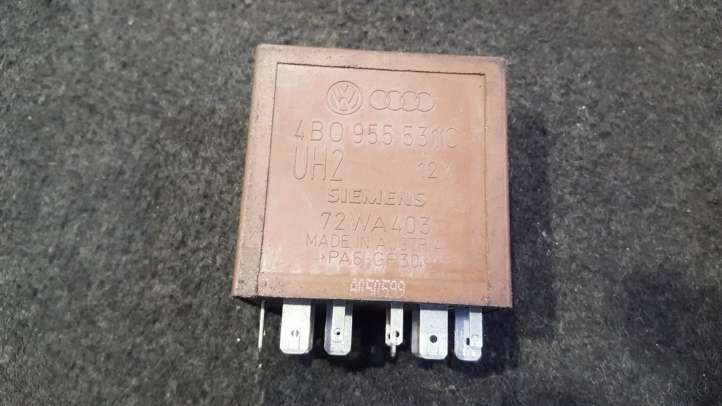 4B0 955 531C
UH2 12V
SIEMENS
72WA403
MADE IN AUSTRIA
>PA6-GF30<